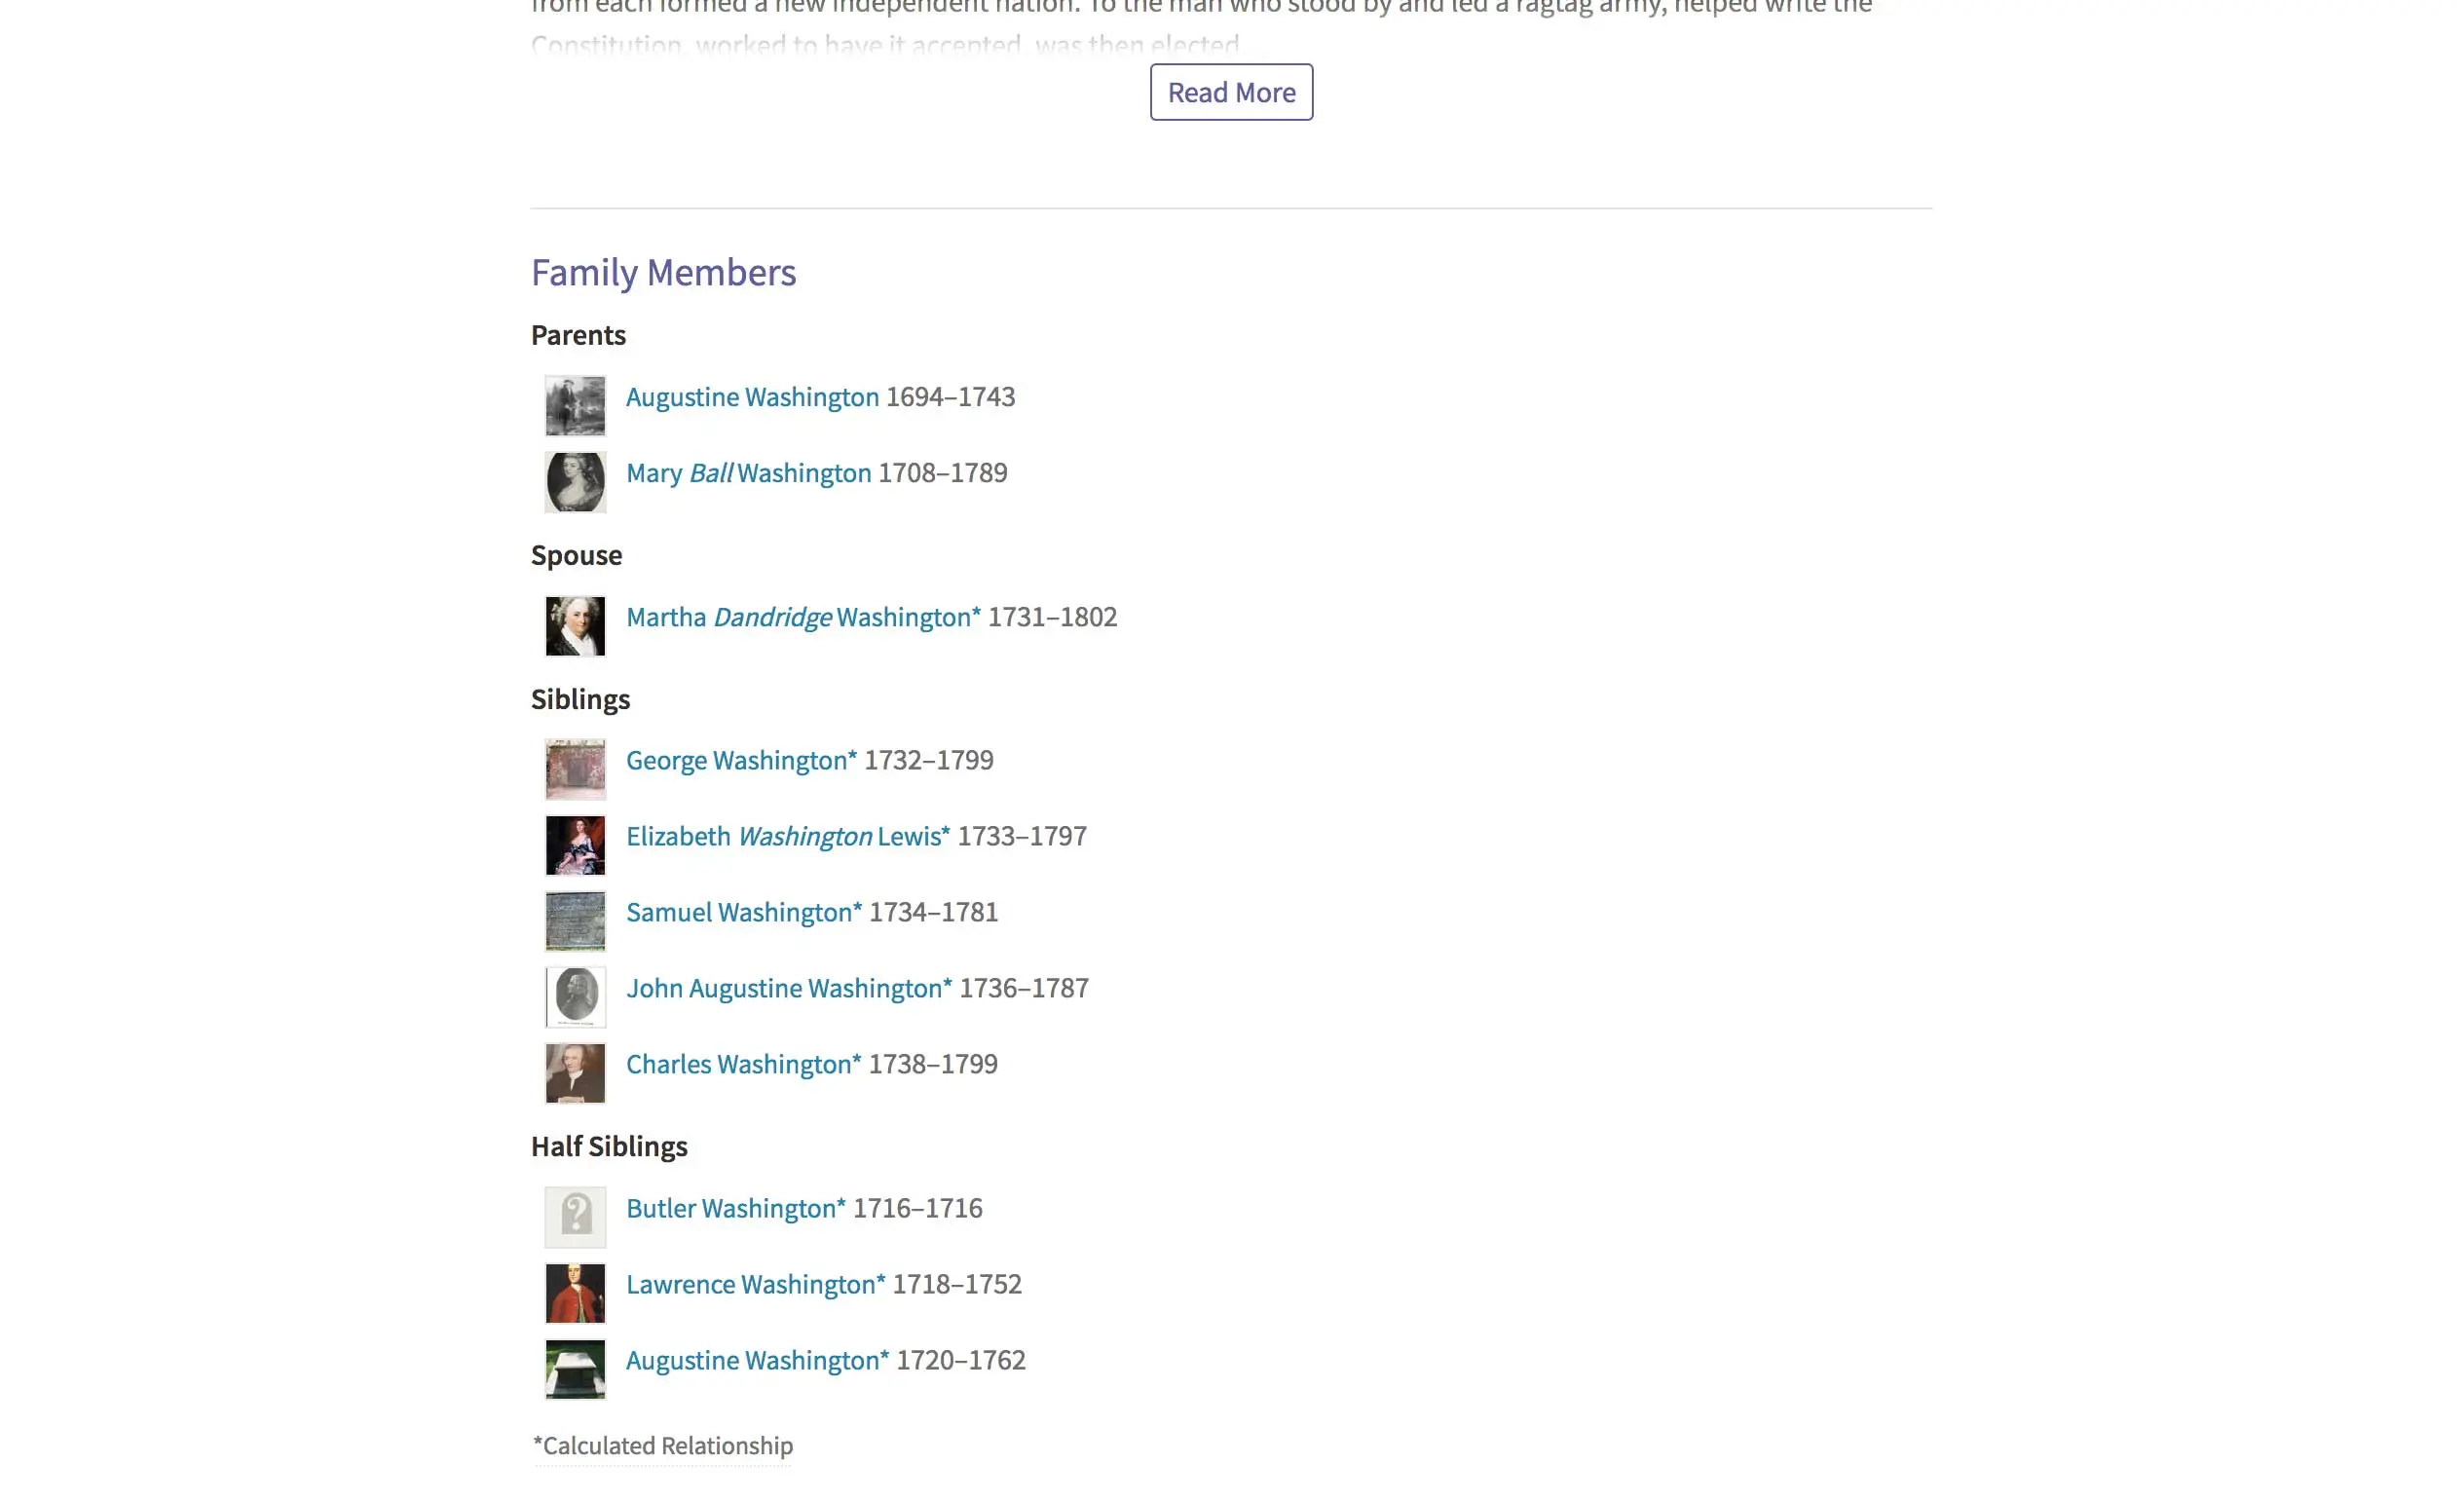 from each formed a new independent nation. To the man who stood by and led a ragtag army, helped write the
Constitution, worked to have it accepted, was then elected
Read More
Family Members
Parents
Augustine Washington 1694–1743
Mary Ball Washington 1708–1789
Spouse
Martha Dandridge Washington* 1731–1802
Siblings
George Washington* 1732–1799
Elizabeth Washington Lewis* 1733–1797
Samuel Washington* 1734–1781
John Augustine Washington* 1736–1787
Charles Washington* 1738–1799
Half Siblings
Butler Washington* 1716–1716
Lawrence Washington* 1718–1752
Augustine Washington* 1720–1762
*Calculated Relationship